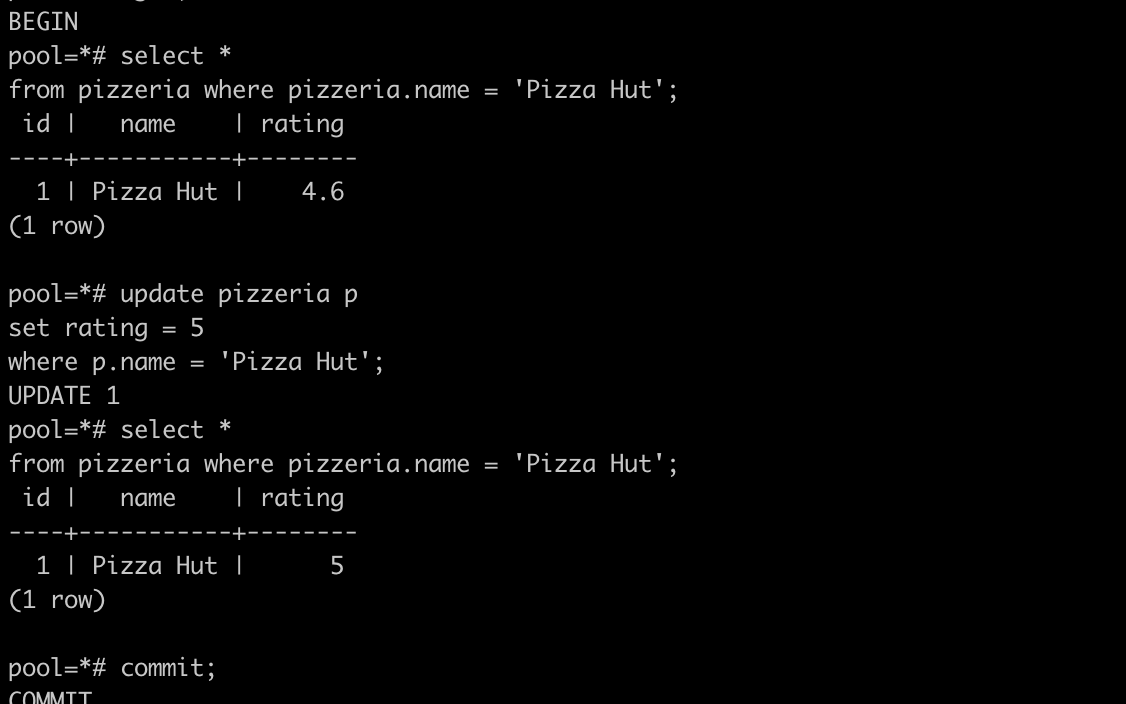 BEGIN
pool=*# select *
from pizzeria where pizzeria.name = 'Pizza Hut';
 id |   name    | rating
----+-----------+--------
  1 | Pizza Hut |    4.6
(1 row)

pool=*# update pizzeria p
set rating = 5
where p.name = 'Pizza Hut';
UPDATE 1
pool=*# select *
from pizzeria where pizzeria.name = 'Pizza Hut';
 id |   name    | rating
----+-----------+--------
  1 | Pizza Hut |      5
(1 row)

pool=*# commit;
COMMIT